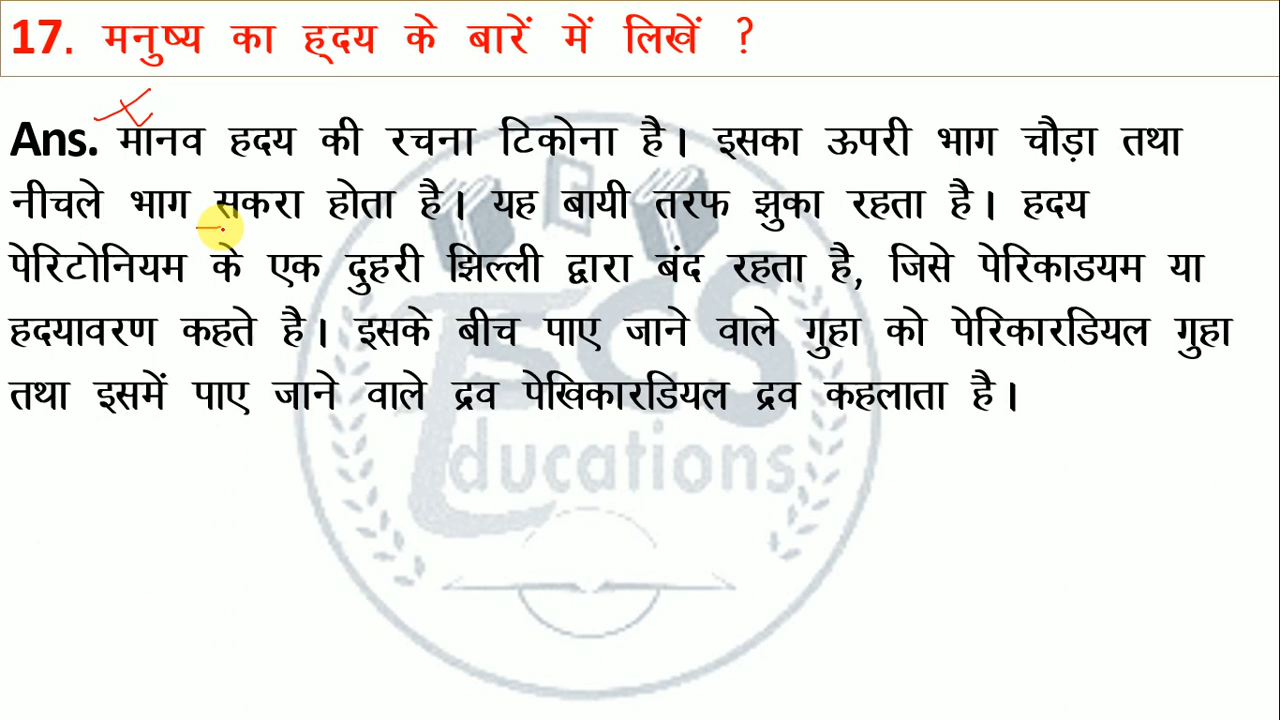 17. मनुष्य का ह्दय के बारें में लिखें ?
Ans. मानव हदय की रचना टिकोना है। इसका ऊपरी भाग चौड़ा तथा
नीचले भाग सकरा होता है। यह बायी तरफ झुका रहता है। हदय
पेरिटोनियम के एक दुहरी झिल्ली द्वारा बंद रहता है, जिसे पेरिकाडयम या
हदयावरण कहते है। इसके बीच पाए जाने वाले गुहा को पेरिकारडियल गुहा
तथा इसमें पाए जाने वाले द्रव पेखिकारडियल द्रव कहलाता है।
ECS
Educations